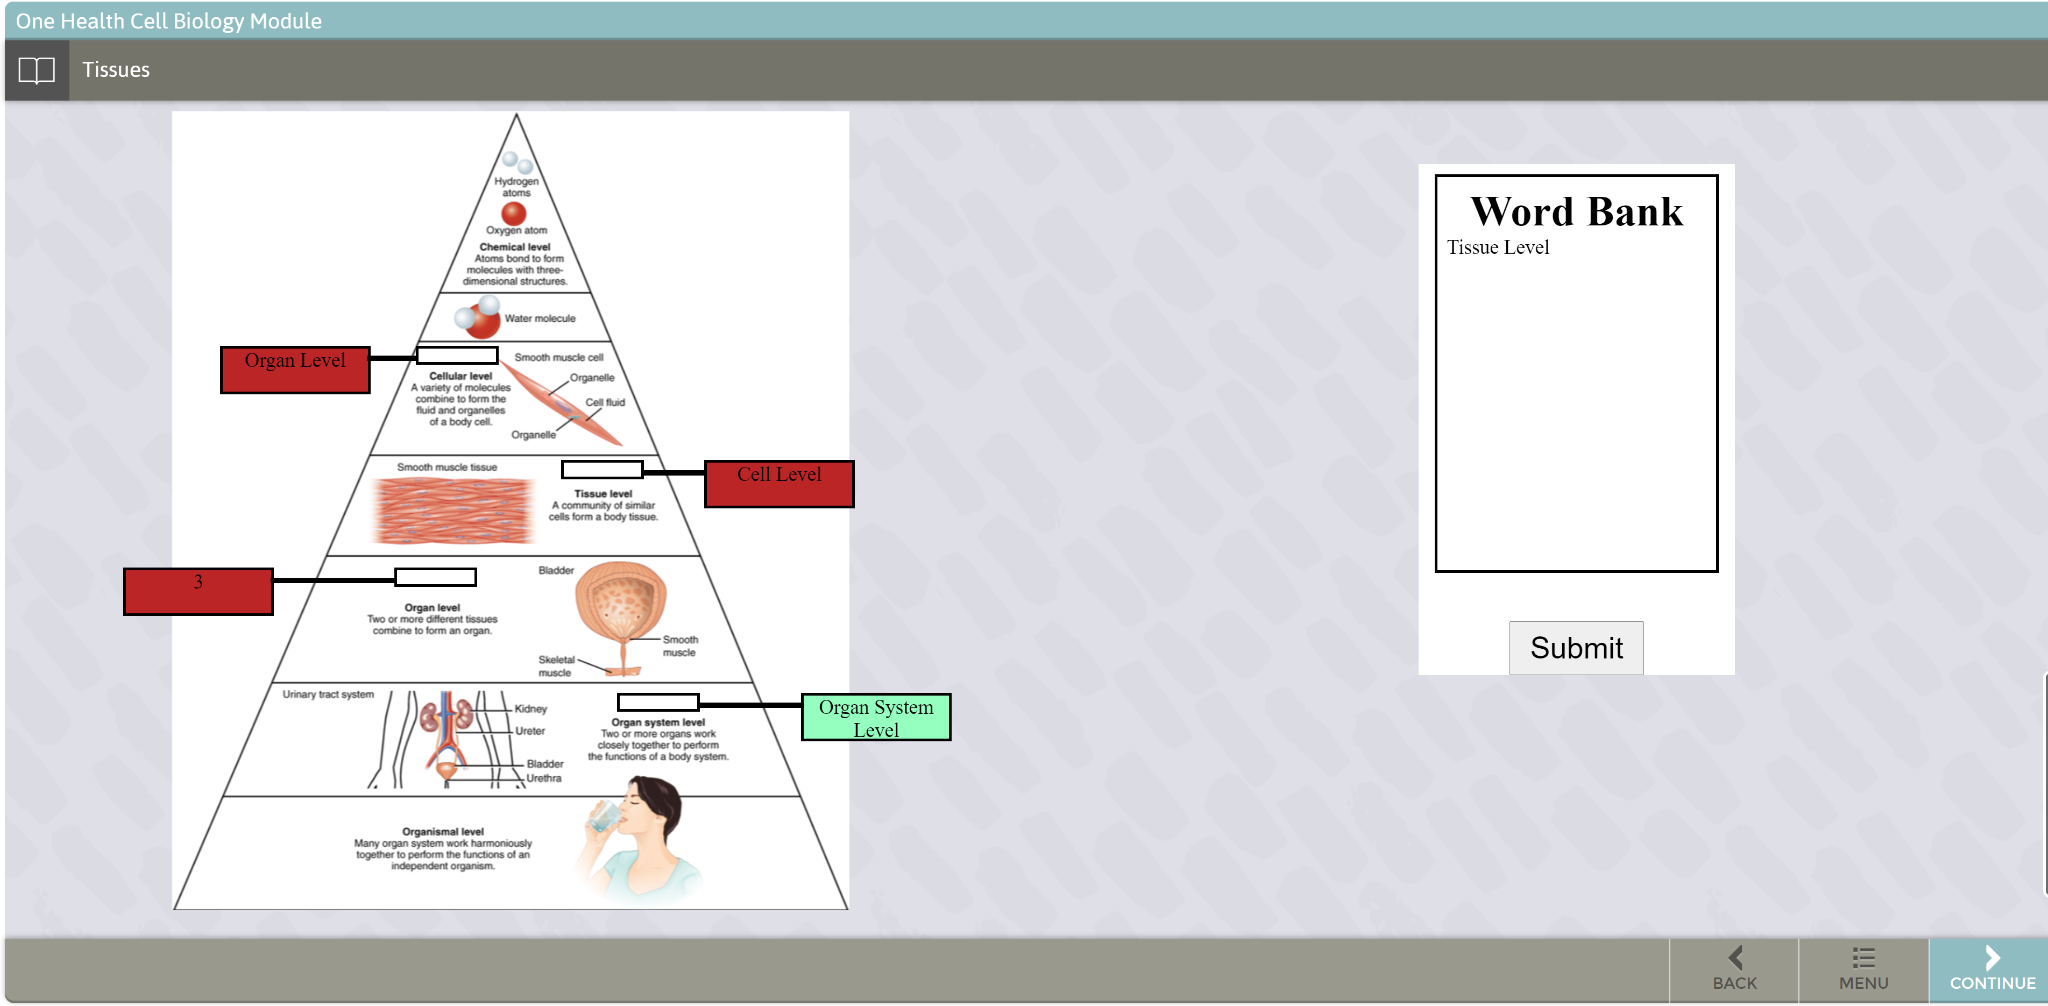 One Health Cell Biology Module
Tissues
Hydrogen
atoms
Oxygen atom
Chemical level
Atoms bond to form
molecules with three-
dimensional structures.
Water molecule
Organ Level
Smooth muscle cell
Cellular level
A variety of molecules
combine to form the
fluid and organelles
of a body cell.
Organelle
Cell fluid
Organelle
Smooth muscle tissue
Cell Level
Tissue level
A community of similar
cells form a body tissue.
3
Organ level
Two or more different tissues
combine to form an organ.
Bladder
Smooth
muscle
Skeletal
muscle
Urinary tract system
Kidney
Ureter
Bladder
Urethra
Organ System
Level
Organ system level
Two or more organs work
closely together to perform
the functions of a body system.
Organismal level
Many organ system work harmoniously
together to perform the functions of an
independent organism.
Word Bank
Tissue Level
Submit
BACK
MENU
CONTINUE